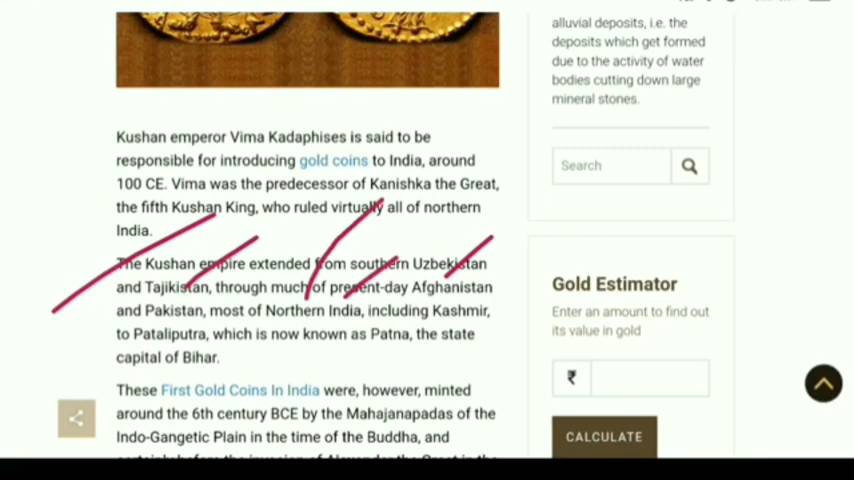 Kushan emperor Vima Kadaphises is said to be
responsible for introducing gold coins to India, around
100 CE. Vima was the predecessor of Kanishka the Great,
the fifth Kushan King, who ruled virtually all of northern
India.
The Kushan empire extended from southern Uzbekistan
and Tajikistan, through much of present-day Afghanistan
and Pakistan, most of Northern India, including Kashmir,
to Pataliputra, which is now known as Patna, the state
capital of Bihar.
These First Gold Coins In India were, however, minted
around the 6th century BCE by the Mahajanapadas of the
Indo-Gangetic Plain in the time of the Buddha, and
alluvial deposits, i.e. the
deposits which get formed
due to the activity of water
bodies cutting down large
mineral stones.
Search
Gold Estimator
Enter an amount to find out
its value in gold
₹
CALCULATE